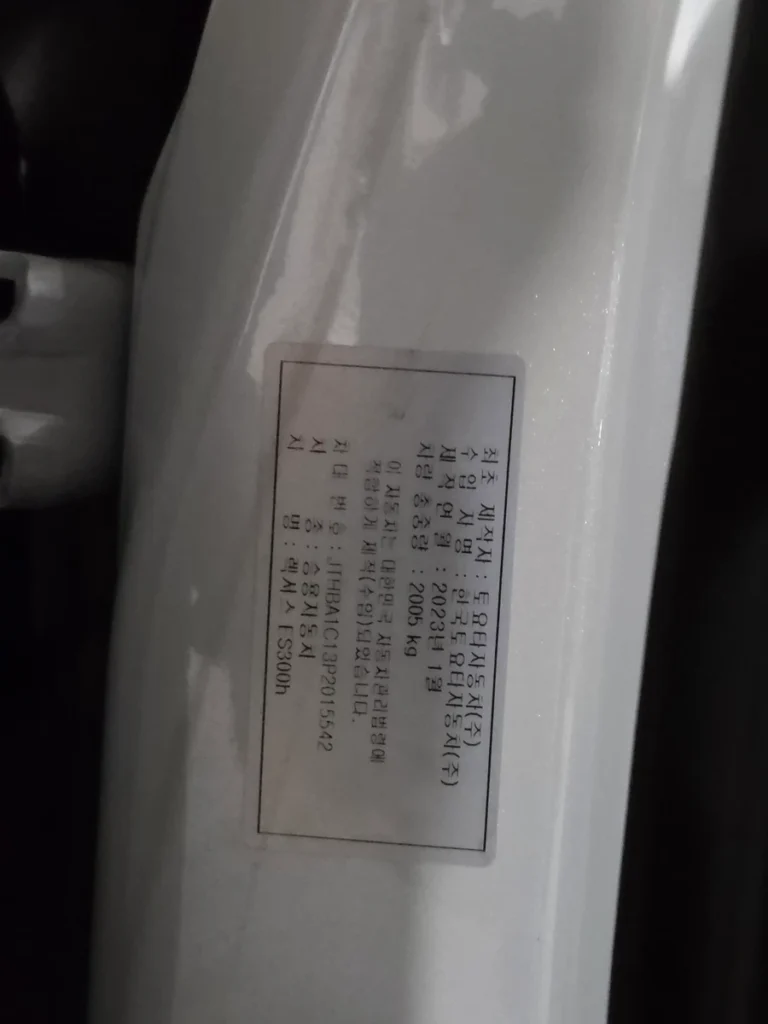 최초 제작자 : 토요타자동차(주)
수 입 자 명 : 한국토요타자동차(주)
제 작 연 월 : 2023년 1월
차량 총중량 : 2005 kg
이 자동차는 대한민국 자동차관리법령에
적합하게 제작(수입)되었습니다.
차 대 번 호 : JTHBA1C13P2015542
차 종 : 승용자동차
차 명 : 렉서스 ES300h